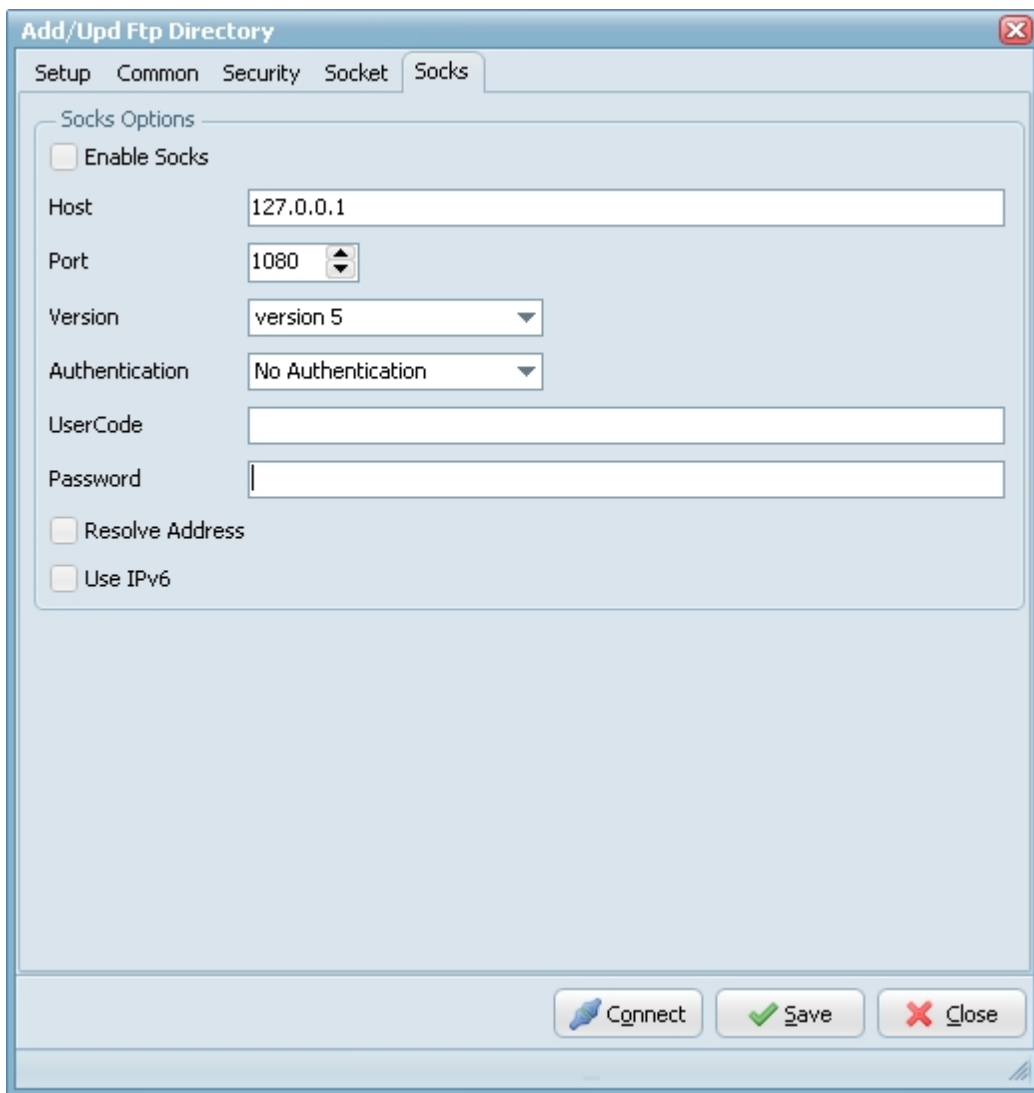 Add/Upd Ftp Directory
Setup Common Security Socket Socks
Socks Options
Enable Socks
Host 127.0.0.1
Port 1080
Version version 5
Authentication No Authentication
UserCode
Password
Resolve Address
Use IPv6
Connect Save Close